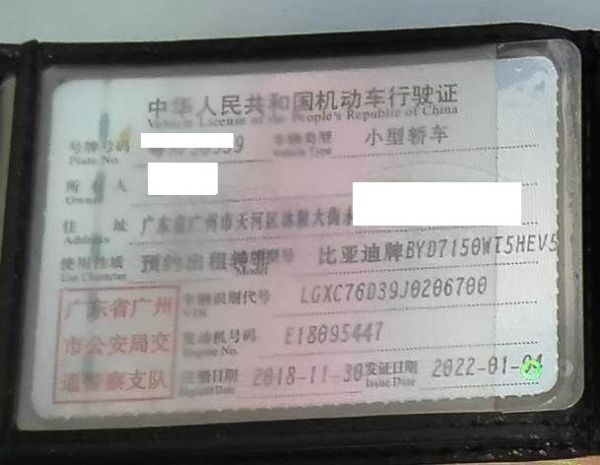 中华人民共和国机动车行驶证
Vehicle License of the People's Republic of China
号牌号码 车辆类型 小型轿车
Plate No. Vehicle Type
所有人
Owner
住址 广东省广州市天河区
Address
使用性质 预约出租 品牌型号 比亚迪牌BYD7150WT5HEV5
Use Character Model
车辆识别代号 LGXC76D39J0206700
VIN
发动机号码 E18095447
Engine No.
注册日期 2018-11-30 发证日期 2022-01-04
Register Date Issue Date
广东省广州
市公安局交
通警察支队